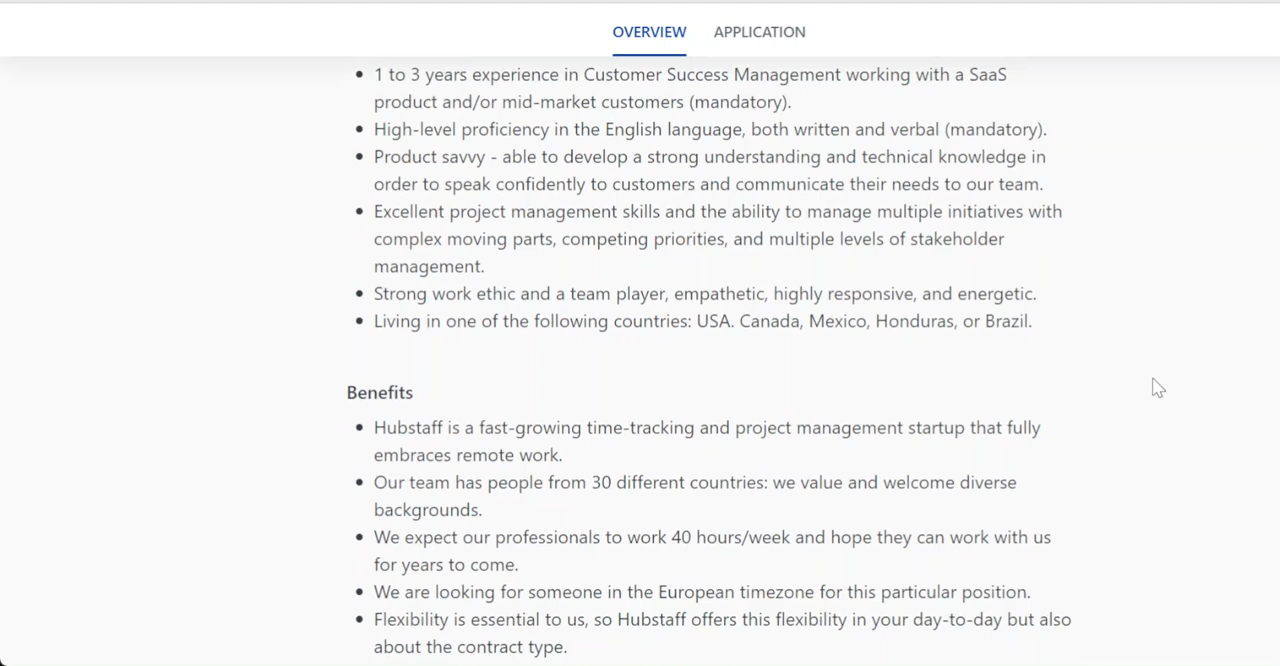 OVERVIEW APPLICATION
1 to 3 years experience in Customer Success Management working with a SaaS
product and/or mid-market customers (mandatory).
High-level proficiency in the English language, both written and verbal (mandatory).
Product savvy - able to develop a strong understanding and technical knowledge in
order to speak confidently to customers and communicate their needs to our team.
Excellent project management skills and the ability to manage multiple initiatives with
complex moving parts, competing priorities, and multiple levels of stakeholder
management.
Strong work ethic and a team player, empathetic, highly responsive, and energetic.
Living in one of the following countries: USA. Canada, Mexico, Honduras, or Brazil.
Benefits
Hubstaff is a fast-growing time-tracking and project management startup that fully
embraces remote work.
Our team has people from 30 different countries: we value and welcome diverse
backgrounds.
We expect our professionals to work 40 hours/week and hope they can work with us
for years to come.
We are looking for someone in the European timezone for this particular position.
Flexibility is essential to us, so Hubstaff offers this flexibility in your day-to-day but also
about the contract type.